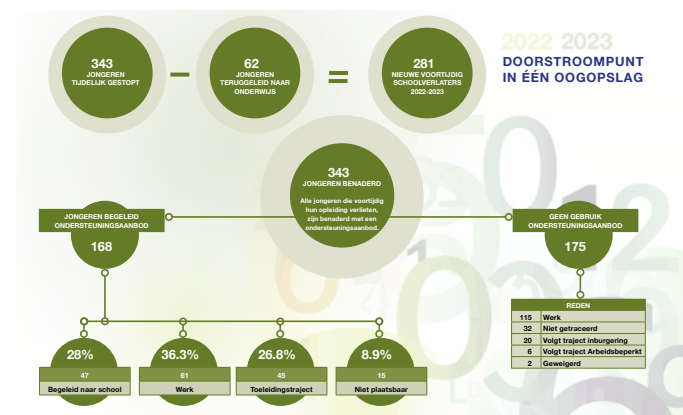 2022 2023
DOORSTROOMPUNT
IN ÉÉN OOGOPSLAG
343
JONGEREN
TIJDELIJK GESTOPT
–
62
JONGEREN
TERUGGELEID NAAR
ONDERWIJS
=
281
NIEUWE VOORTIJDIG
SCHOOLVERLATERS
2022-2023
343
JONGEREN BENADERD
Alle jongeren die voortijdig
hun opleiding verlieten,
zijn benaderd met een
ondersteuningsaanbod.
JONGEREN BEGELEID
ONDERSTEUNINGSAANBOD
168
GEEN GEBRUIK
ONDERSTEUNINGSAANBOD
175
28%
47
Begeleid naar school
36.3%
61
Werk
26.8%
45
Toeleidingstraject
8.9%
15
Niet plaatsbaar
REDEN
115 Werk
32 Niet getraceerd
20 Volgt traject inburgering
6 Volgt traject Arbeidsbeperkt
2 Geweigerd